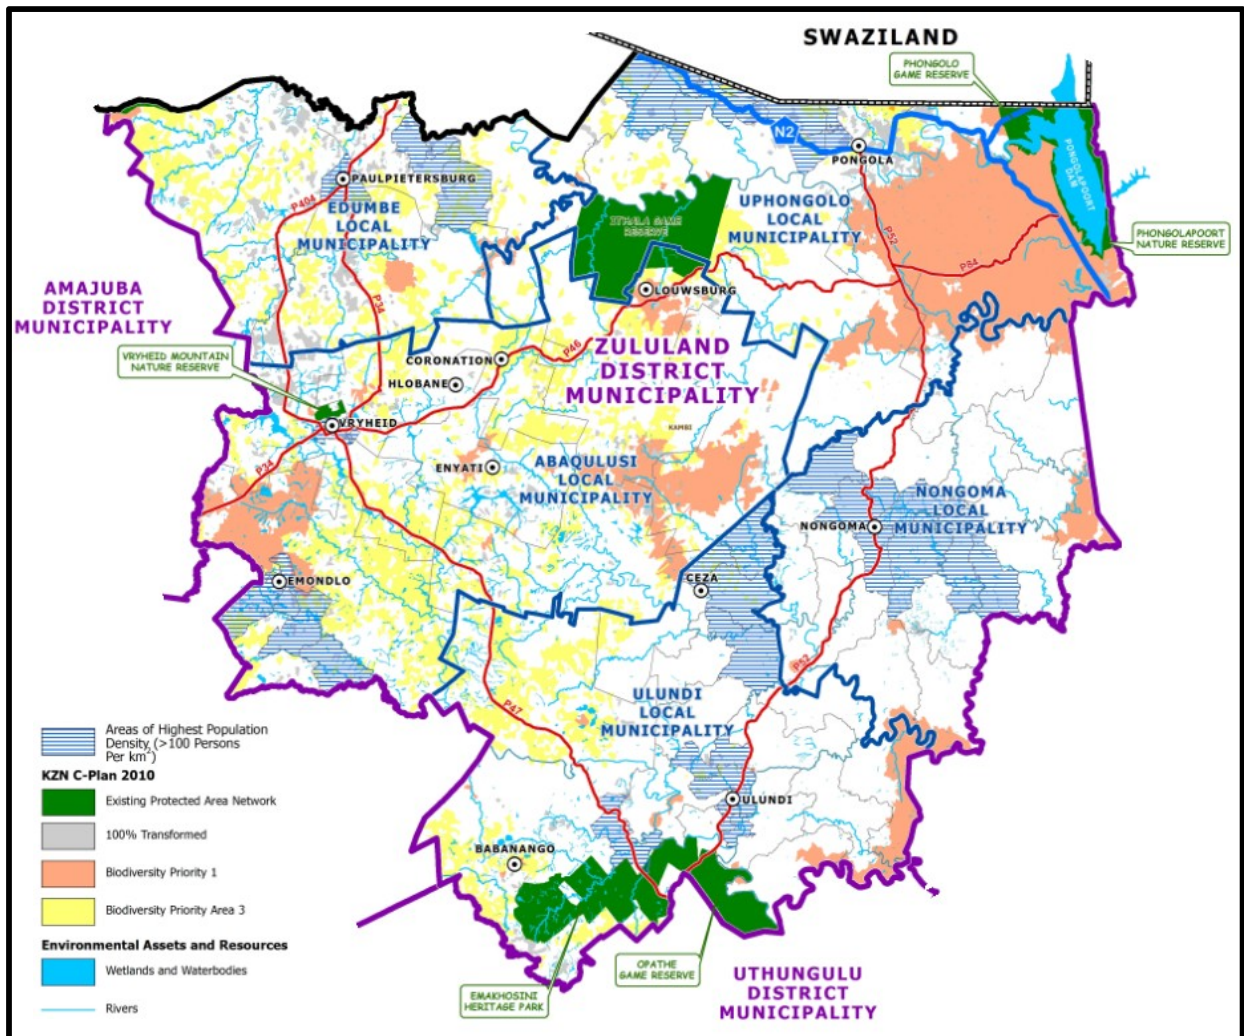 SWAZILAND
PHONGOLO
GAME RESERVE
N2
PONGOLA
PONGOLAPOORT
DAM
PAULPIETERSBURG
P404
EDUMBE
LOCAL
MUNICIPALITY
ITHALA GAME
RESERVE
UPHONGOLO
LOCAL
MUNICIPALITY
P52
P84
PHONGOLAPOORT
NATURE RESERVE
AMAJUBA
DISTRICT
MUNICIPALITY
P34
LOUWSBURG
VRYHEID MOUNTAIN
NATURE RESERVE
CORONATION
P46
HLOBANE
ZULULAND
DISTRICT
MUNICIPALITY
VRYHEID
KAMBI
P34
ENYATI
ABAQULUSI
LOCAL
MUNICIPALITY
NONGOMA
LOCAL
MUNICIPALITY
NONGOMA
EMONDLO
CEZA
P52
P47
ULUNDI
LOCAL
MUNICIPALITY
ULUNDI
BABANANGO
OPATHE
GAME RESERVE
EMAKHOSINI
HERITAGE PARK
UTHUNGULU
DISTRICT
MUNICIPALITY
Areas of Highest Population
Density (>100 Persons
Per km²)
KZN C-Plan 2010
Existing Protected Area Network
100% Transformed
Biodiversity Priority 1
Biodiversity Priority Area 3
Environmental Assets and Resources
Wetlands and Waterbodies
Rivers